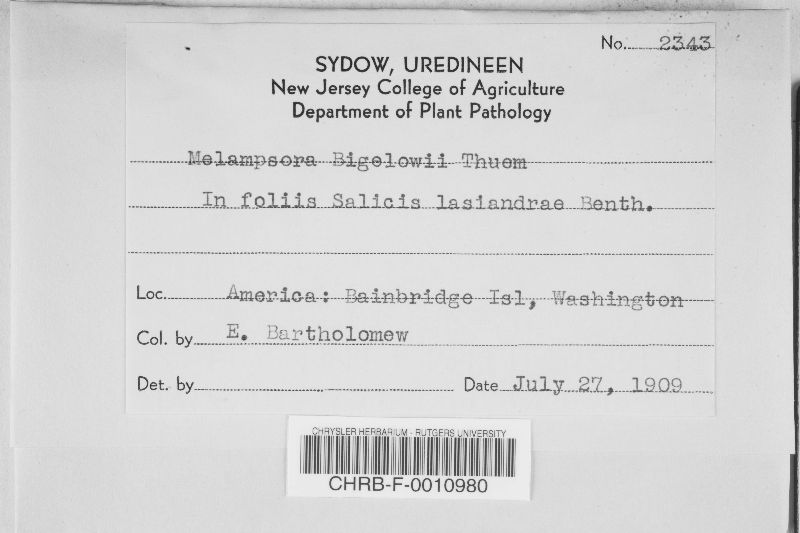 No. 2343
SYDOW, UREDINEEN
New Jersey College of Agriculture
Department of Plant Pathology
Melampsora Bigelowii Thuem
In foliis Salicis lasiandrae Benth.
Loc. America: Bainbridge Isl, Washington
Col. by E. Bartholomew
Det. by Date July 27, 1909
CHRYSLER HERBARIUM - RUTGERS UNIVERSITY
CHRB-F-0010980